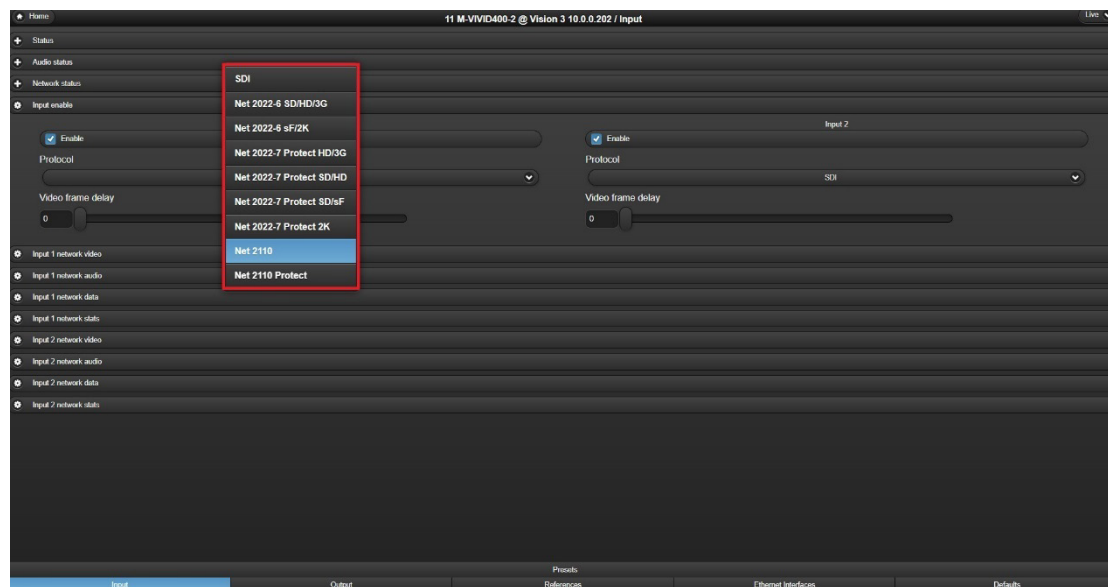 Home
11 M-VIVID400-2 @ Vision 3 10.0.0.202 / Input
Live
Status
Audio status
Network status
Input enable
SDI
Net 2022-6 SD/HD/3G
Net 2022-6 sF/2K
Net 2022-7 Protect HD/3G
Net 2022-7 Protect SD/HD
Net 2022-7 Protect SD/sF
Net 2022-7 Protect 2K
Net 2110
Net 2110 Protect
Enable
Protocol
Video frame delay
0
Input 2
Enable
Protocol
SDI
Video frame delay
0
Input 1 network video
Input 1 network audio
Input 1 network data
Input 1 network stats
Input 2 network video
Input 2 network audio
Input 2 network data
Input 2 network stats
Presets
Input Output References Ethernet Interfaces Defaults